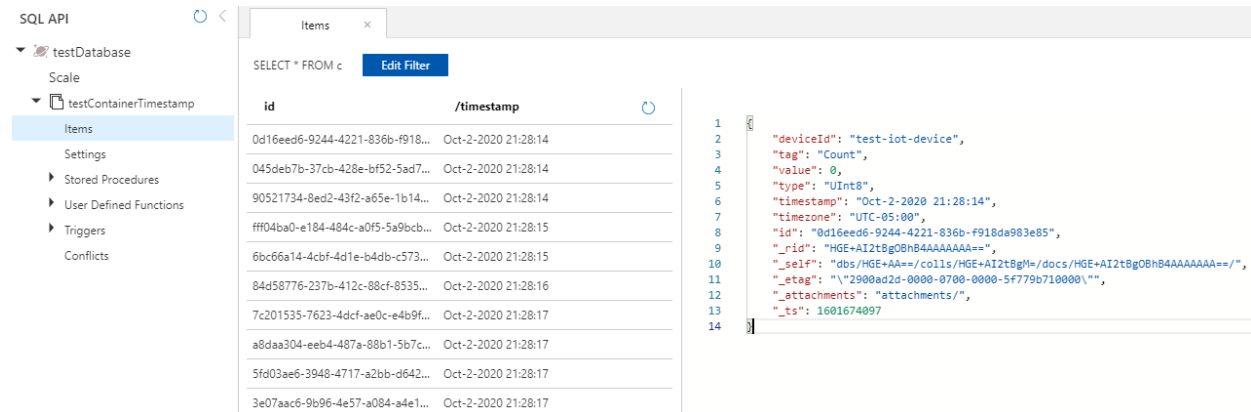 SQL API
testDatabase
Scale
testContainerTimestamp
Items
Settings
Stored Procedures
User Defined Functions
Triggers
Conflicts
Items
SELECT * FROM c
Edit Filter
id /timestamp
0d16eed6-9244-4221-836b-f918... Oct-2-2020 21:28:14
045deb7b-37cb-428e-bf52-5ad7... Oct-2-2020 21:28:14
90521734-8ed2-43f2-a65e-1b14... Oct-2-2020 21:28:14
fff04ba0-e184-484c-a0f5-5a9bcb... Oct-2-2020 21:28:15
6bc66a14-4cbf-4d1e-b4db-c573... Oct-2-2020 21:28:15
84d58776-237b-412c-88cf-8535... Oct-2-2020 21:28:16
7c201535-7623-4dcf-ae0c-e4b9f... Oct-2-2020 21:28:17
a8daa304-eeb4-487a-88b1-5b7c... Oct-2-2020 21:28:17
5fd03ae6-3948-4717-a2bb-d642... Oct-2-2020 21:28:17
3e07aac6-9b96-4e57-a084-a4e1... Oct-2-2020 21:28:17
1 {
2 "deviceId": "test-iot-device",
3 "tag": "Count",
4 "value": 0,
5 "type": "UInt8",
6 "timestamp": "Oct-2-2020 21:28:14",
7 "timezone": "UTC-05:00",
8 "id": "0d16eed6-9244-4221-836b-f918da983e85",
9 "_rid": "HGE+AI2tBgOBhB4AAAAAAA==",
10 "_self": "dbs/HGE+AA==/colls/HGE+AI2tBgM=/docs/HGE+AI2tBgOBhB4AAAAAAA==/",
11 "_etag": "\"2900ad2d-0000-0700-0000-5f779b710000\"",
12 "_attachments": "attachments/",
13 "_ts": 1601674097
14 }